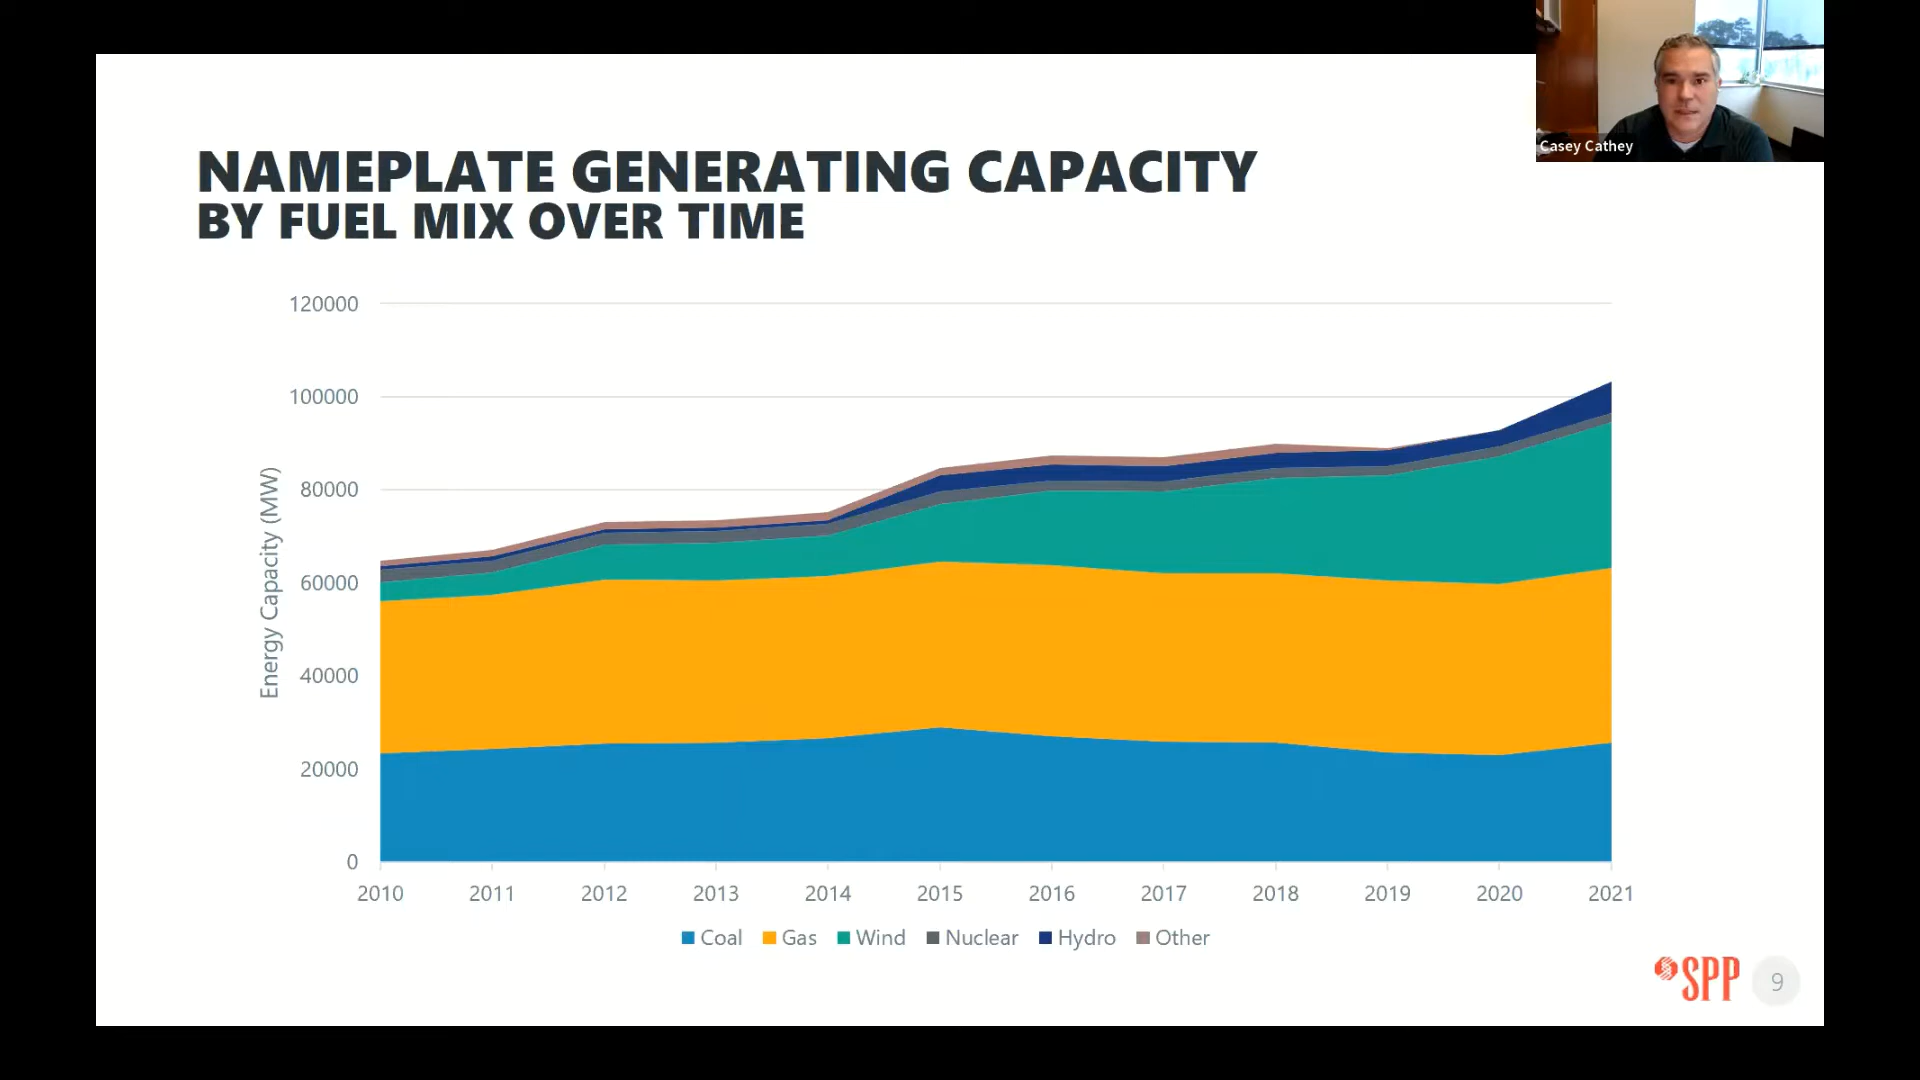 Casey Cathey
NAMEPLATE GENERATING CAPACITY
BY FUEL MIX OVER TIME
Energy Capacity (MW)
120000
100000
80000
60000
40000
20000
0
2010 2011 2012 2013 2014 2015 2016 2017 2018 2019 2020 2021
Coal Gas Wind Nuclear Hydro Other
SPP 9